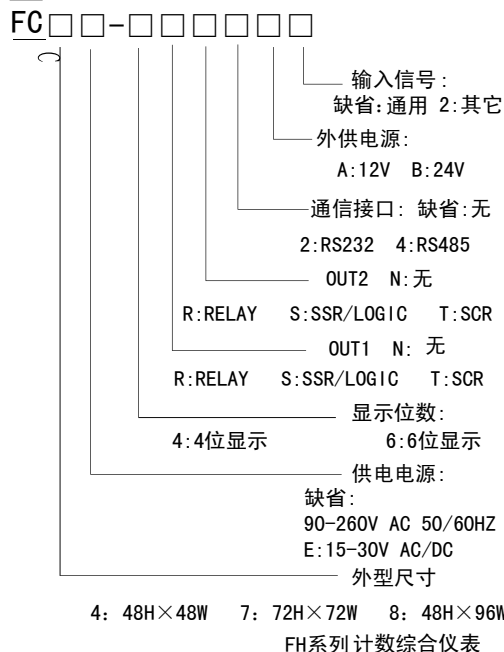 FC□□-□□□□□□
C
输入信号:
缺省:通用 2:其它
外供电源:
A:12V B:24V
通信接口: 缺省:无
2:RS232 4:RS485
OUT2 N:无
R:RELAY S:SSR/LOGIC T:SCR
OUT1 N: 无
R:RELAY S:SSR/LOGIC T:SCR
显示位数:
4:4位显示 6:6位显示
供电电源:
缺省:
90-260V AC 50/60HZ
E:15-30V AC/DC
外型尺寸
4: 48H×48W 7: 72H×72W 8: 48H×96W
FH系列计数综合仪表